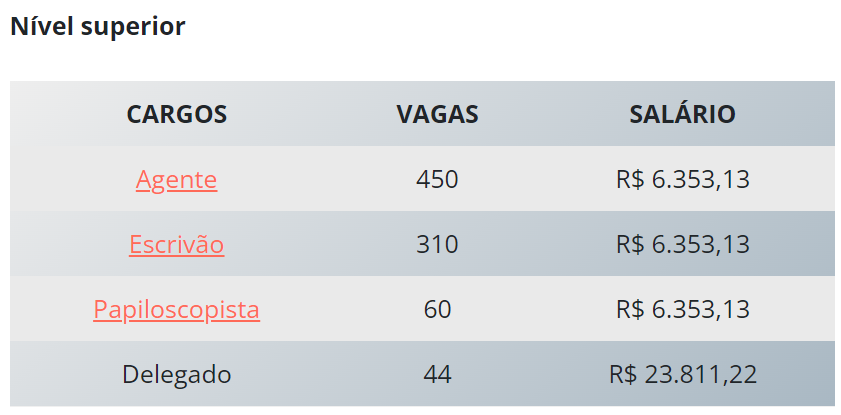 Nível superior
CARGOS VAGAS SALÁRIO
Agente 450 R$ 6.353,13
Escrivão 310 R$ 6.353,13
Papiloscopista 60 R$ 6.353,13
Delegado 44 R$ 23.811,22